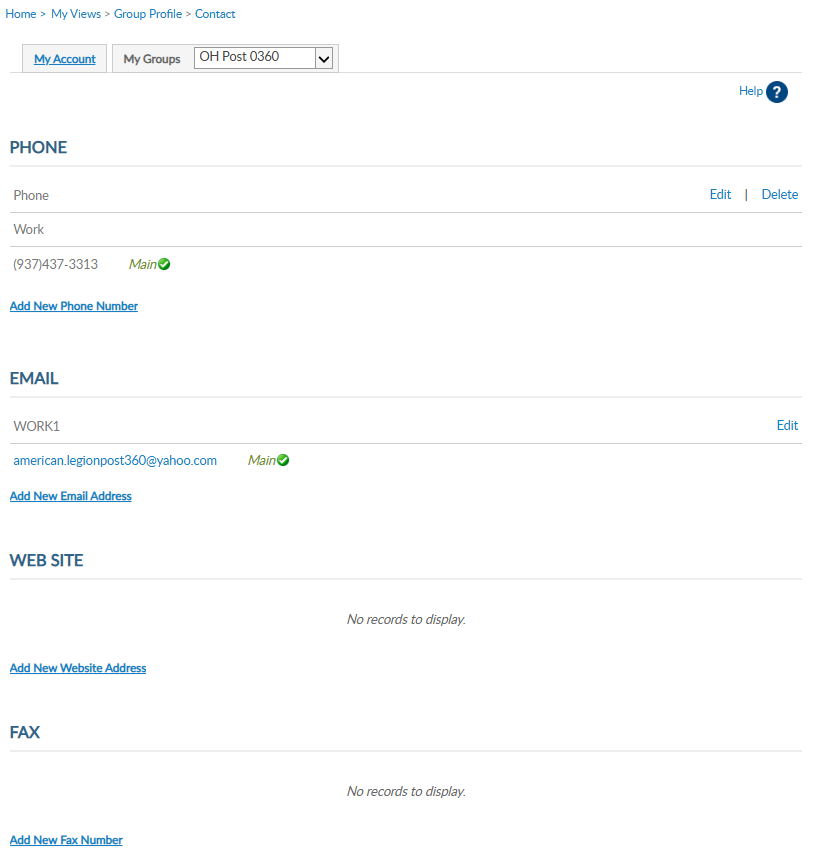 Home > My Views > Group Profile > Contact
My Account My Groups OH Post 0360
Help ?
PHONE
Phone Edit | Delete
Work
(937)437-3313 Main
Add New Phone Number
EMAIL
WORK1 Edit
american.legionpost360@yahoo.com Main
Add New Email Address
WEB SITE
No records to display.
Add New Website Address
FAX
No records to display.
Add New Fax Number